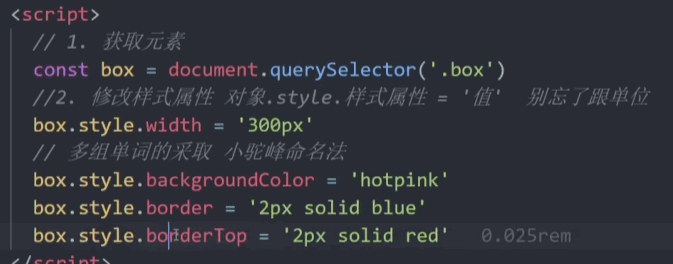 <script>
// 1. 获取元素
const box = document.querySelector('.box')
//2. 修改样式属性 对象.style.样式属性 = '值' 别忘了跟单位
box.style.width = '300px'
// 多组单词的采取 小驼峰命名法
box.style.backgroundColor = 'hotpink'
box.style.border = '2px solid blue'
box.style.borderTop = '2px solid red' 0.025rem
</script>